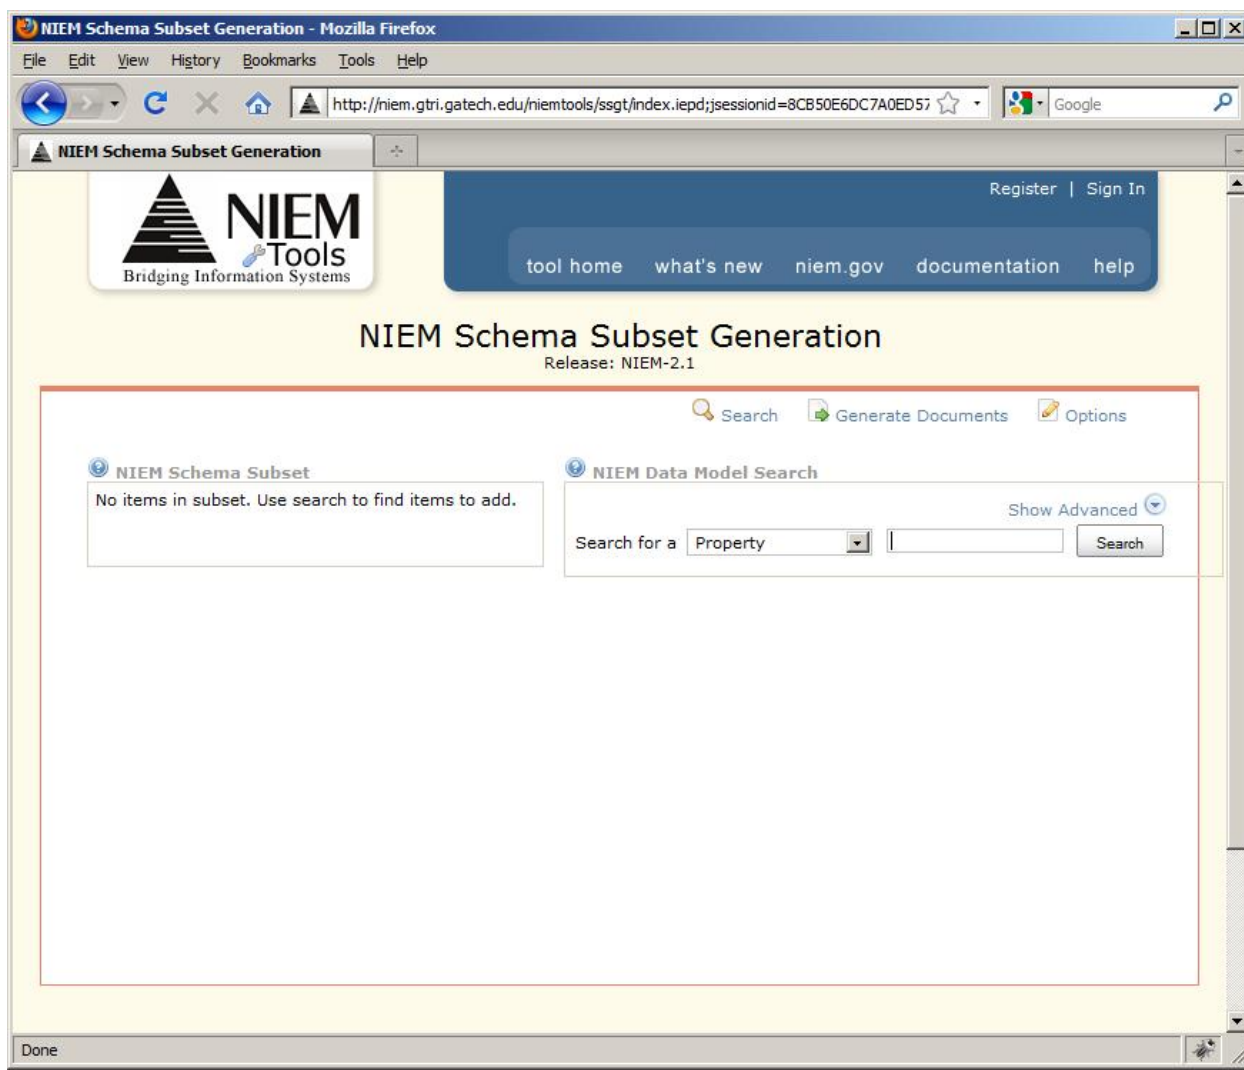 NIEM Schema Subset Generation - Mozilla Firefox
File Edit View History Bookmarks Tools Help
http://niem.gtri.gatech.edu/niemtools/ssgt/index.iepd;jsessionid=8CB50E6DC7A0ED57 Google
NIEM Schema Subset Generation
Register | Sign In
NIEM
Tools
Bridging Information Systems
tool home what's new niem.gov documentation help
NIEM Schema Subset Generation
Release: NIEM-2.1
Search Generate Documents Options
NIEM Schema Subset NIEM Data Model Search
No items in subset. Use search to find items to add.
Show Advanced
Search for a Property Search
Done